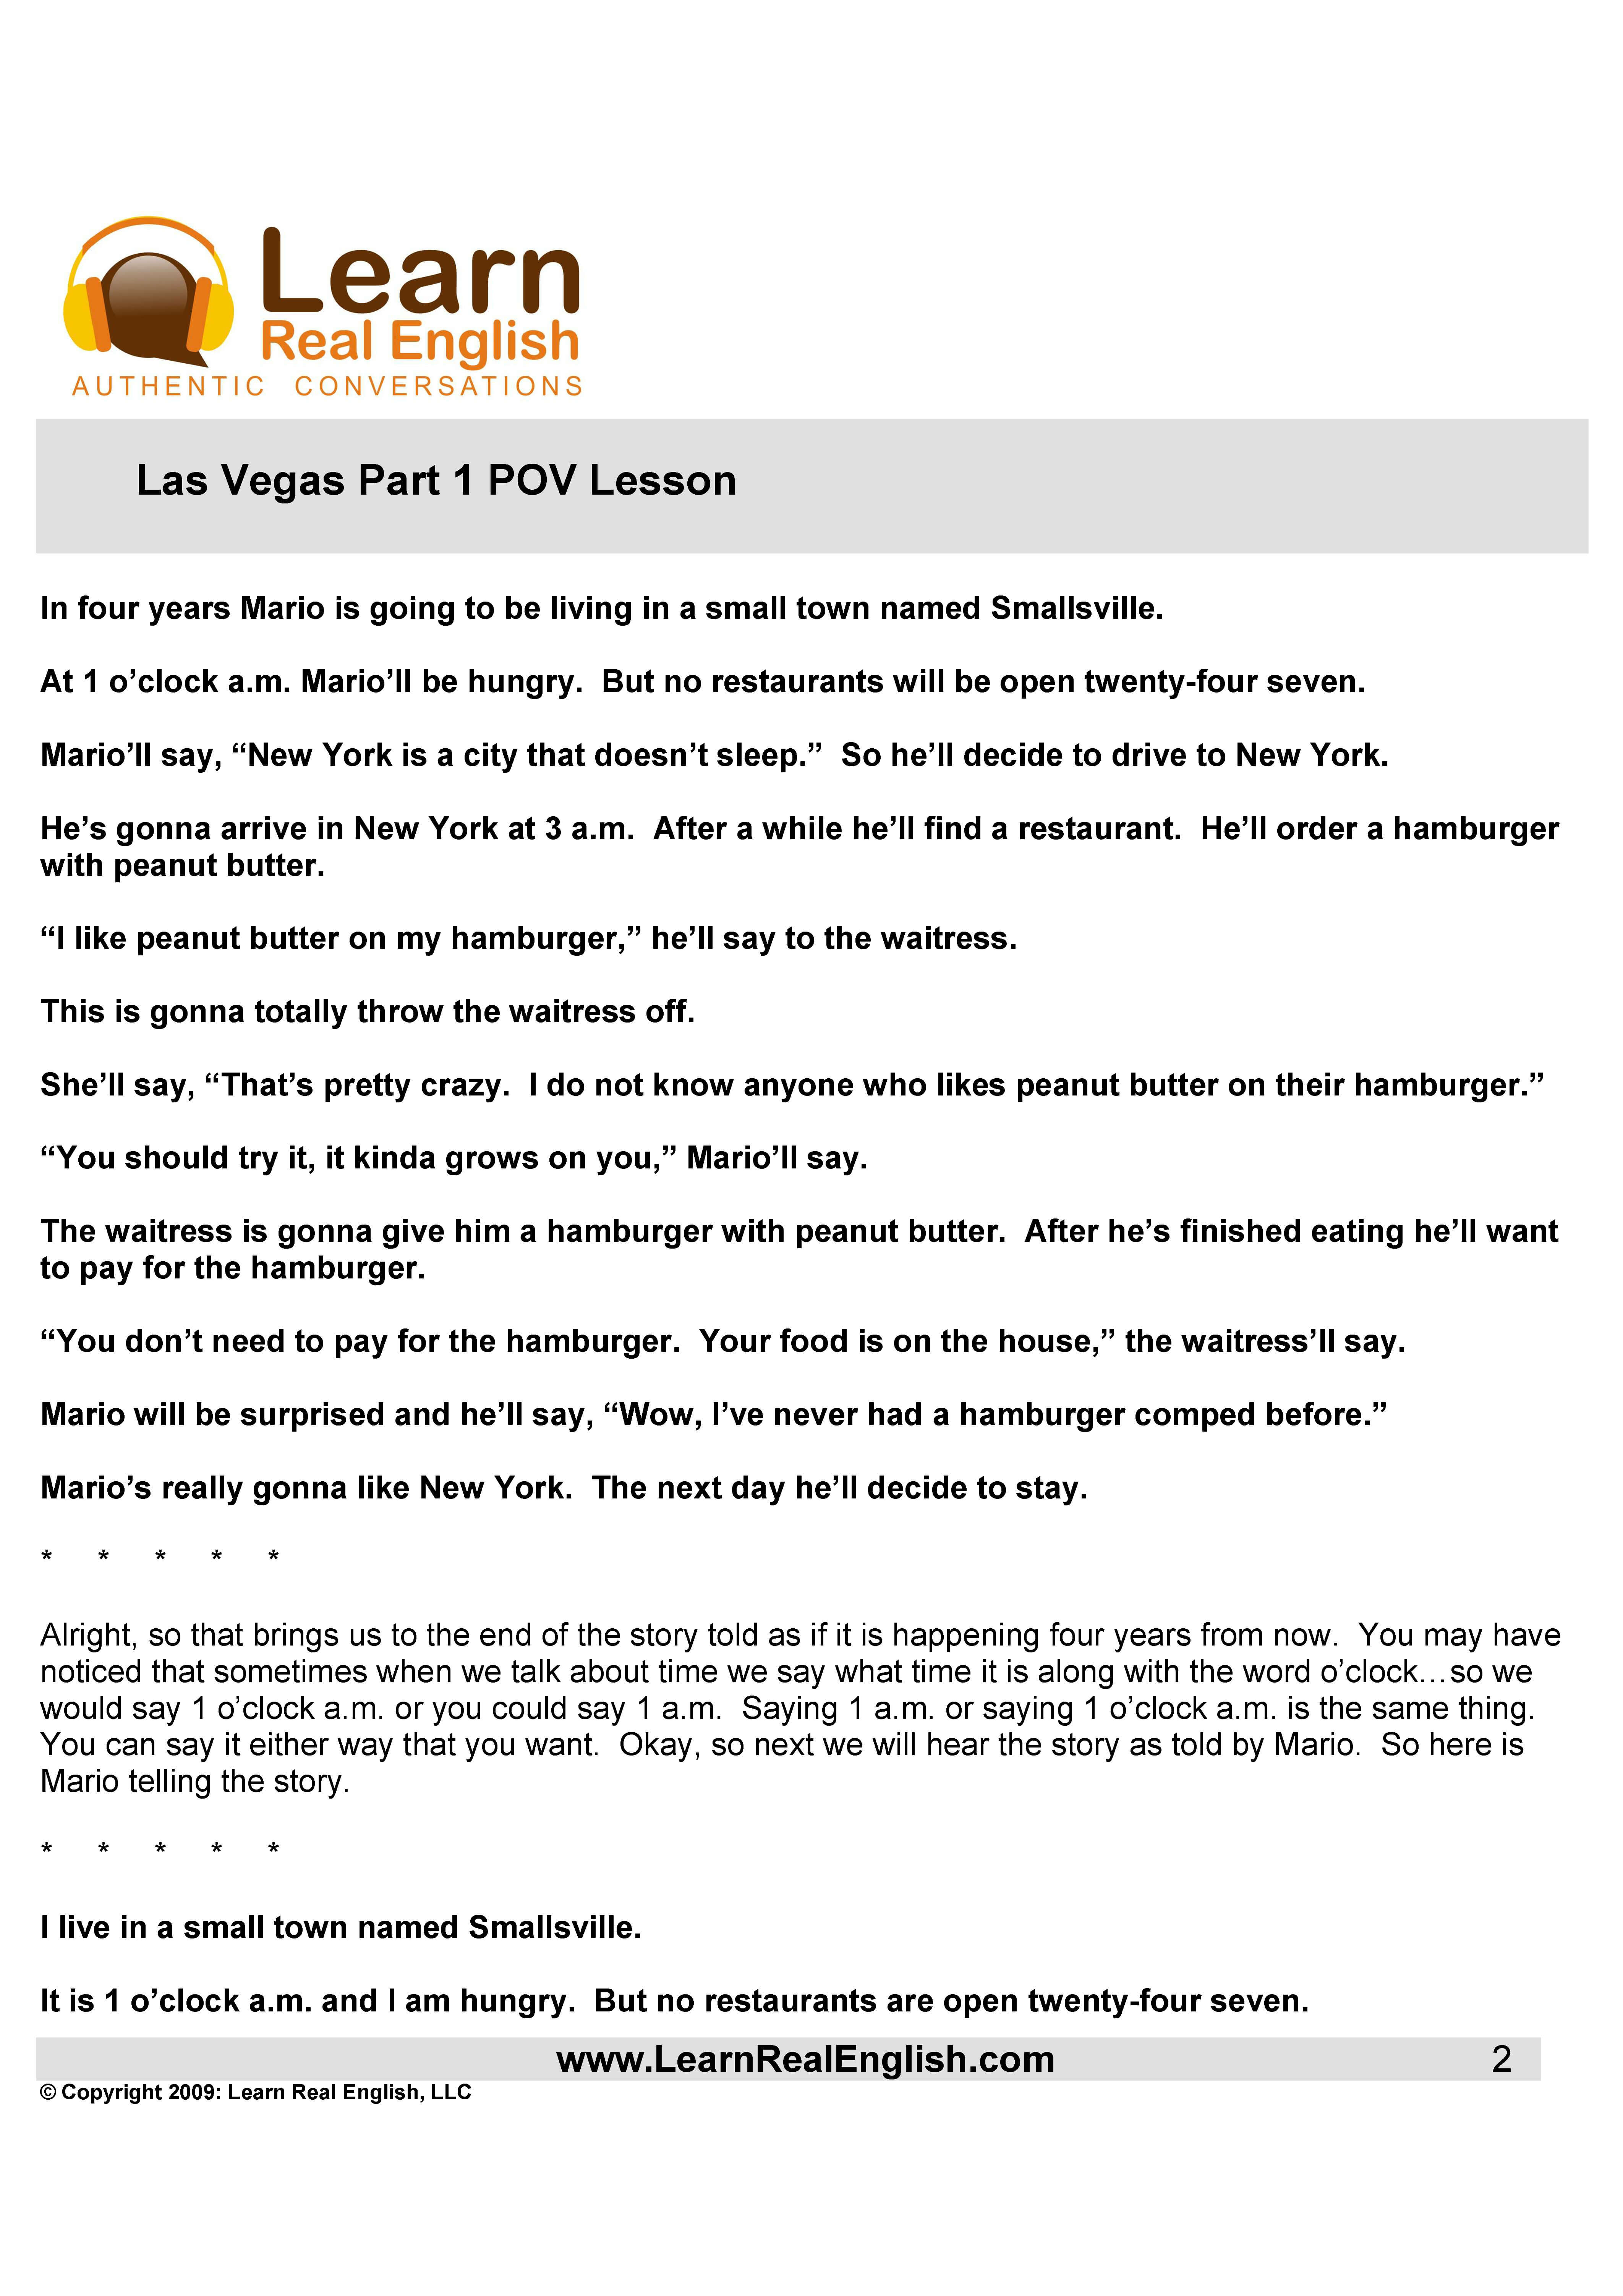 Learn
Real English
AUTHENTIC CONVERSATIONS
Las Vegas Part 1 POV Lesson
In four years Mario is going to be living in a small town named Smallsville.
At 1 o’clock a.m. Mario’ll be hungry.  But no restaurants will be open twenty-four seven.
Mario’ll say, “New York is a city that doesn’t sleep.”  So he’ll decide to drive to New York.
He’s gonna arrive in New York at 3 a.m.  After a while he’ll find a restaurant.  He’ll order a hamburger
with peanut butter.
“I like peanut butter on my hamburger,” he’ll say to the waitress.
This is gonna totally throw the waitress off.
She’ll say, “That’s pretty crazy.  I do not know anyone who likes peanut butter on their hamburger.”
“You should try it, it kinda grows on you,” Mario’ll say.
The waitress is gonna give him a hamburger with peanut butter.  After he’s finished eating he’ll want
to pay for the hamburger.
“You don’t need to pay for the hamburger.  Your food is on the house,” the waitress’ll say.
Mario will be surprised and he’ll say, “Wow, I’ve never had a hamburger comped before.”
Mario’s really gonna like New York.  The next day he’ll decide to stay.
* * * * *
Alright, so that brings us to the end of the story told as if it is happening four years from now.  You may have
noticed that sometimes when we talk about time we say what time it is along with the word o’clock…so we
would say 1 o’clock a.m. or you could say 1 a.m.  Saying 1 a.m. or saying 1 o’clock a.m. is the same thing.
You can say it either way that you want.  Okay, so next we will hear the story as told by Mario.  So here is
Mario telling the story.
* * * * *
I live in a small town named Smallsville.
It is 1 o’clock a.m. and I am hungry.  But no restaurants are open twenty-four seven.
www.LearnRealEnglish.com 2
© Copyright 2009: Learn Real English, LLC